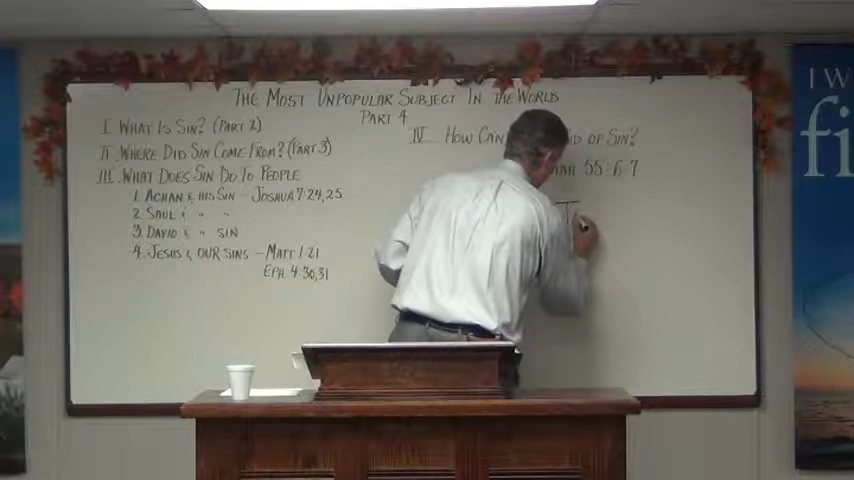 THE MOST UNPOPULAR SUBJECT IN THE WORLD
PART 4
I WHAT IS SIN? (PART 2)
II WHERE DID SIN COME FROM? (PART 3)
III. WHAT DOES SIN DO TO PEOPLE
1. ACHAN & HIS SIN - JOSHUA 7:24,25
2. SAUL & " "
3. DAVID & " SIN
4. JESUS & OUR SINS - MATT 1:21
EPH. 4:30,31
IV HOW CAN OF SIN?
55:6-7
T
I W
fi